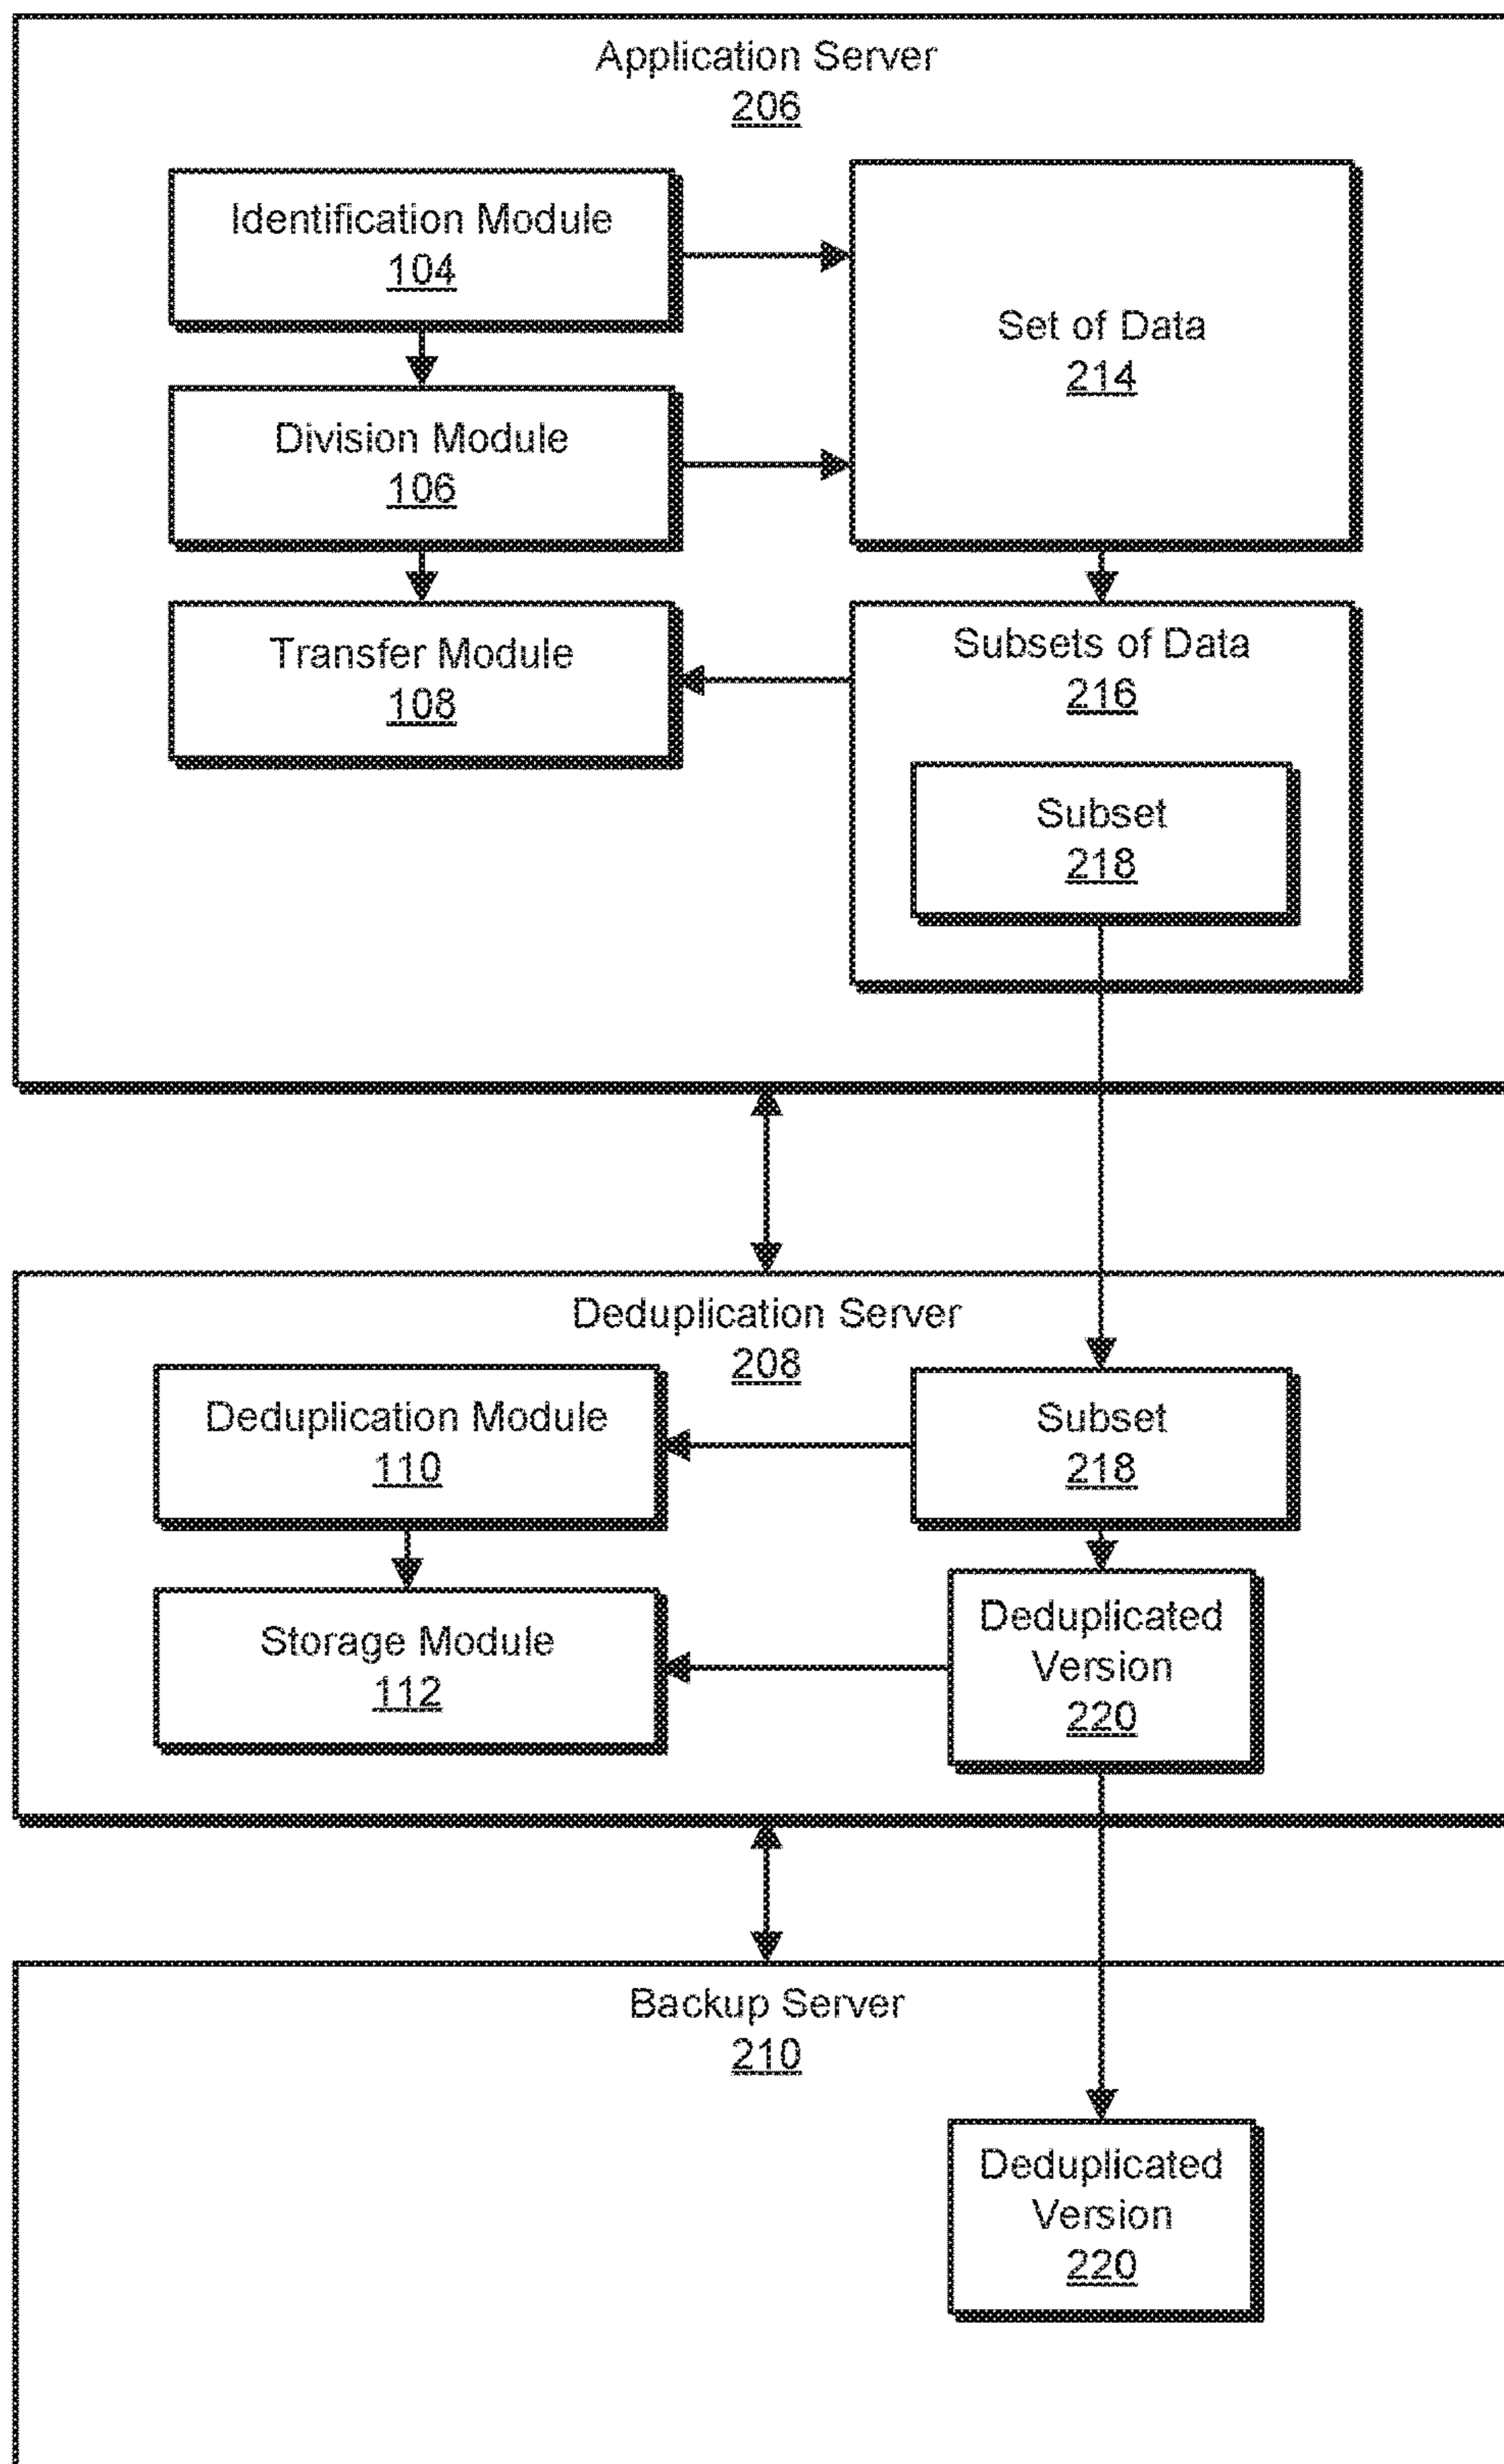 Application Server
206
Identification Module
104
Set of Data
214
Division Module
106
Transfer Module
108
Subsets of Data
216
Subset
218
Deduplication Server
208
Deduplication Module
110
Subset
218
Storage Module
112
Deduplicated
Version
220
Backup Server
210
Deduplicated
Version
220